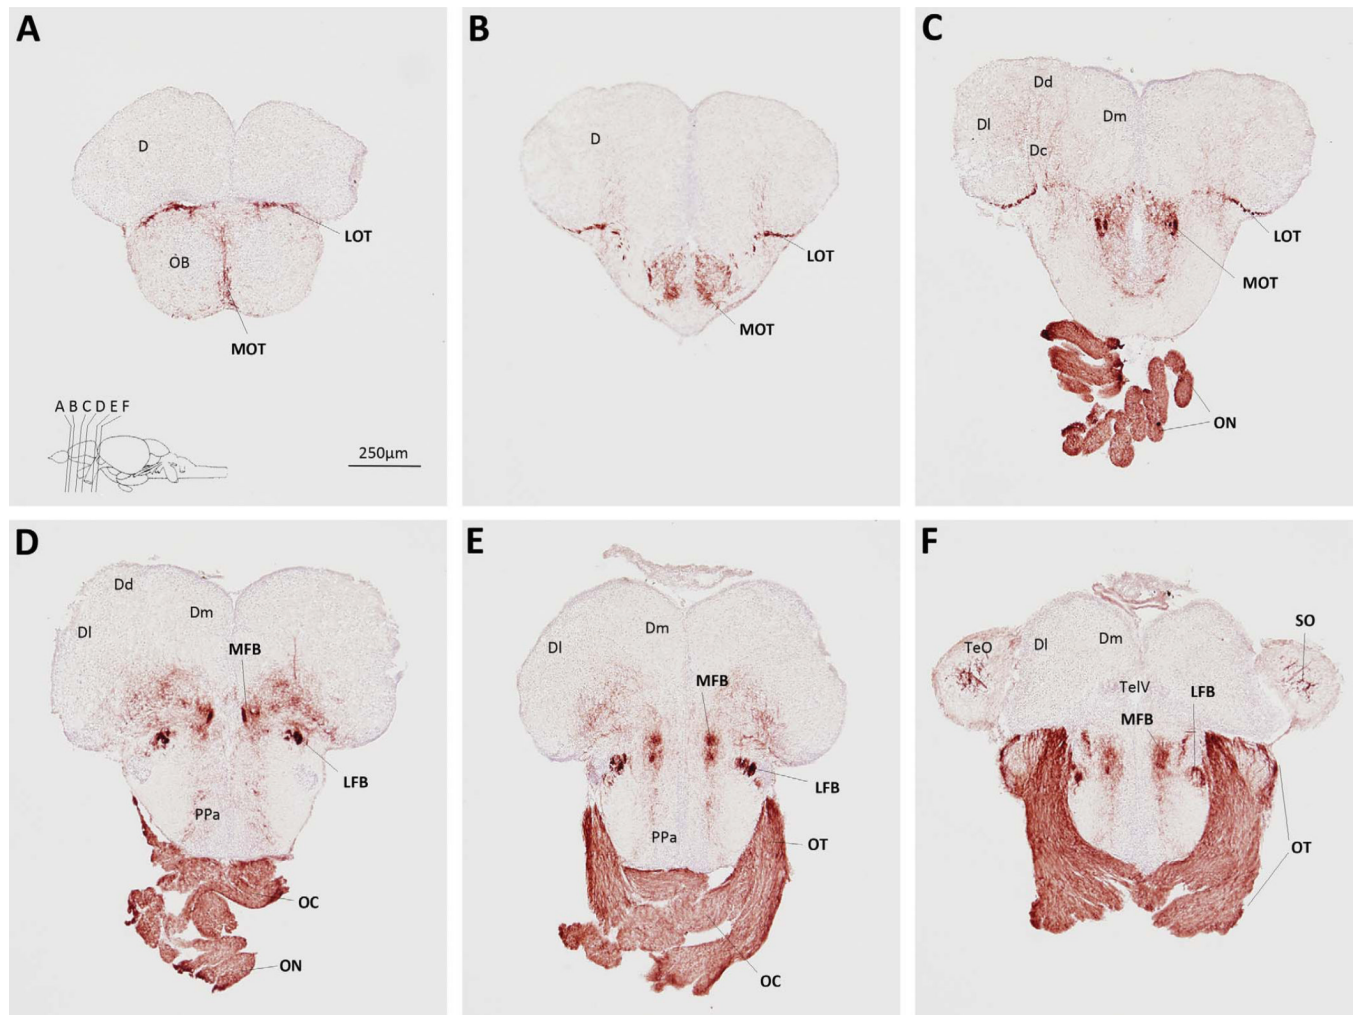 A
D
LOT
OB
MOT
A B C D E F
250µm
B
D
LOT
MOT
C
Dd
Dl
Dm
Dc
LOT
MOT
ON
D
Dd
Dm
Dl
MFB
LFB
PPa
OC
ON
E
Dm
Dl
MFB
LFB
PPa
OT
OC
F
SO
TeO
Dl
Dm
TelV
LFB
MFB
OT